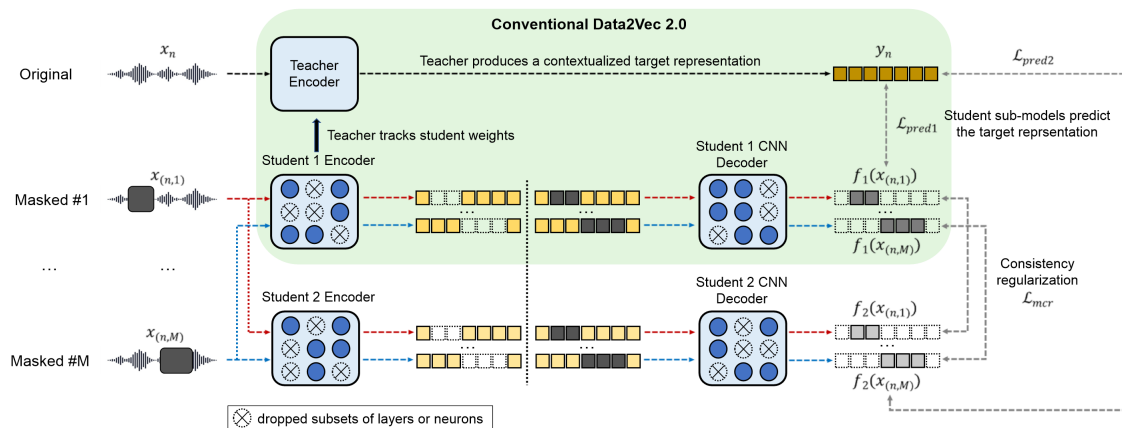 Conventional Data2Vec 2.0
x_n
Original
Teacher
Encoder
Teacher produces a contextualized target representation
y_n
ℒ_pred2
Teacher tracks student weights
ℒ_pred1
Student sub-models predict
the target reprsentation
Student 1 Encoder
Student 1 CNN
Decoder
Masked #1
x_(n,1)
f_1(x_(n,1))
...
...
...
f_1(x_(n,M))
...
...
Consistency
regularization
ℒ_mcr
Student 2 Encoder
Student 2 CNN
Decoder
Masked #M
x_(n,M)
f_2(x_(n,1))
...
...
...
f_2(x_(n,M))
dropped subsets of layers or neurons